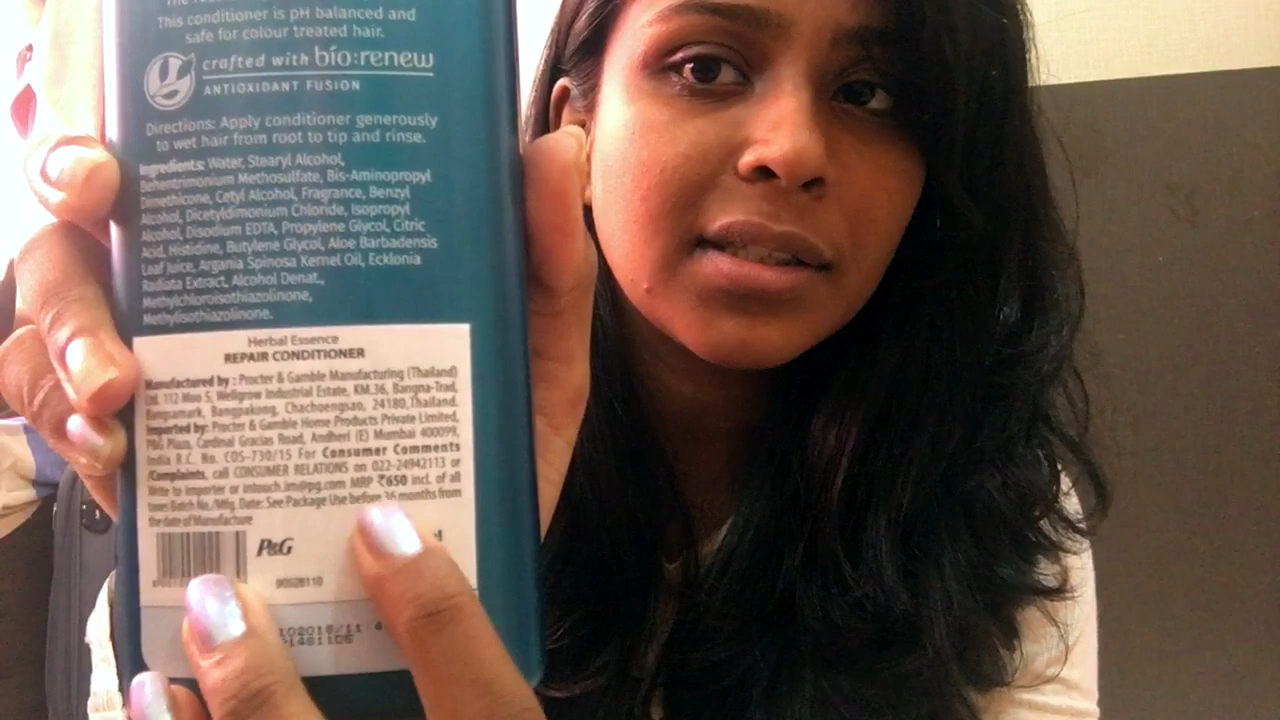 This conditioner is pH balanced and
safe for colour treated hair.
crafted with bio:renew
ANTIOXIDANT FUSION
Directions: Apply conditioner generously
to wet hair from root to tip and rinse.
Ingredients: Water, Stearyl Alcohol,
Behentrimonium Methosulfate, Bis-Aminopropyl
Dimethicone, Cetyl Alcohol, Fragrance, Benzyl
Alcohol, Dicetyldimonium Chloride, Isopropyl
Alcohol, Disodium EDTA, Propylene Glycol, Citric
Acid, Histidine, Butylene Glycol, Aloe Barbadensis
Leaf Juice, Argania Spinosa Kernel Oil, Ecklonia
Radiata Extract, Alcohol Denat.,
Methylchloroisothiazolinone,
Methylisothiazolinone.
Herbal Essence
REPAIR CONDITIONER
Manufactured by : Procter & Gamble Manufacturing (Thailand)
Ltd, 112 Moo 5, Wellgrow Industrial Estate, KM.36, Bangna-Trad,
Bangsamark, Bangpakong, Chachoengsao, 24180,Thailand.
Imported by: Procter & Gamble Home Products Private Limited,
P&G Plaza, Cardinal Gracias Road, Andheri (E) Mumbai 400099,
India R.C. No. COS-730/15 For Consumer Comments
/Complaints, call CONSUMER RELATIONS on 022-24942113 or
Write to importer or intouch.im@pg.com MRP ₹650 incl. of all
taxes Batch No./Mfg. Date: See Package Use before 36 months from
the date of Manufacture
P&G